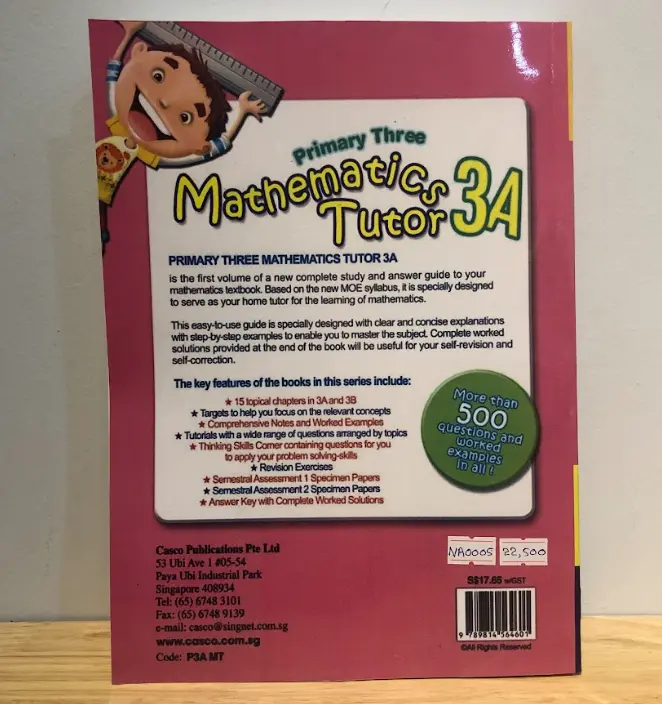 Primary Three
Mathematics
Tutor 3A
PRIMARY THREE MATHEMATICS TUTOR 3A
is the first volume of a new complete study and answer guide to your
mathematics textbook. Based on the new MOE syllabus, it is specially designed
to serve as your home tutor for the learning of mathematics.
This easy-to-use guide is specially designed with clear and concise explanations
with step-by-step examples to enable you to master the subject. Complete worked
solutions provided at the end of the book will be useful for your self-revision and
self-correction.
The key features of the books in this series include:
★ 15 topical chapters in 3A and 3B
★ Targets to help you focus on the relevant concepts
★ Comprehensive Notes and Worked Examples
★ Tutorials with a wide range of questions arranged by topics
★ Thinking Skills Corner containing questions for you
to apply your problem solving-skills
★ Revision Exercises
★ Semestral Assessment 1 Specimen Papers
★ Semestral Assessment 2 Specimen Papers
★ Answer Key with Complete Worked Solutions
More than
500
questions and
worked
examples
in all !
Casco Publications Pte Ltd
53 Ubi Ave 1 #05-54
Paya Ubi Industrial Park
Singapore 408934
Tel: (65) 6748 3101
Fax: (65) 6748 9139
e-mail: casco@singnet.com.sg
www.casco.com.sg
Code: P3A MT
NA0005 22,500
S$17.66 w/GST
9 789814 564601
©All Rights Reserved